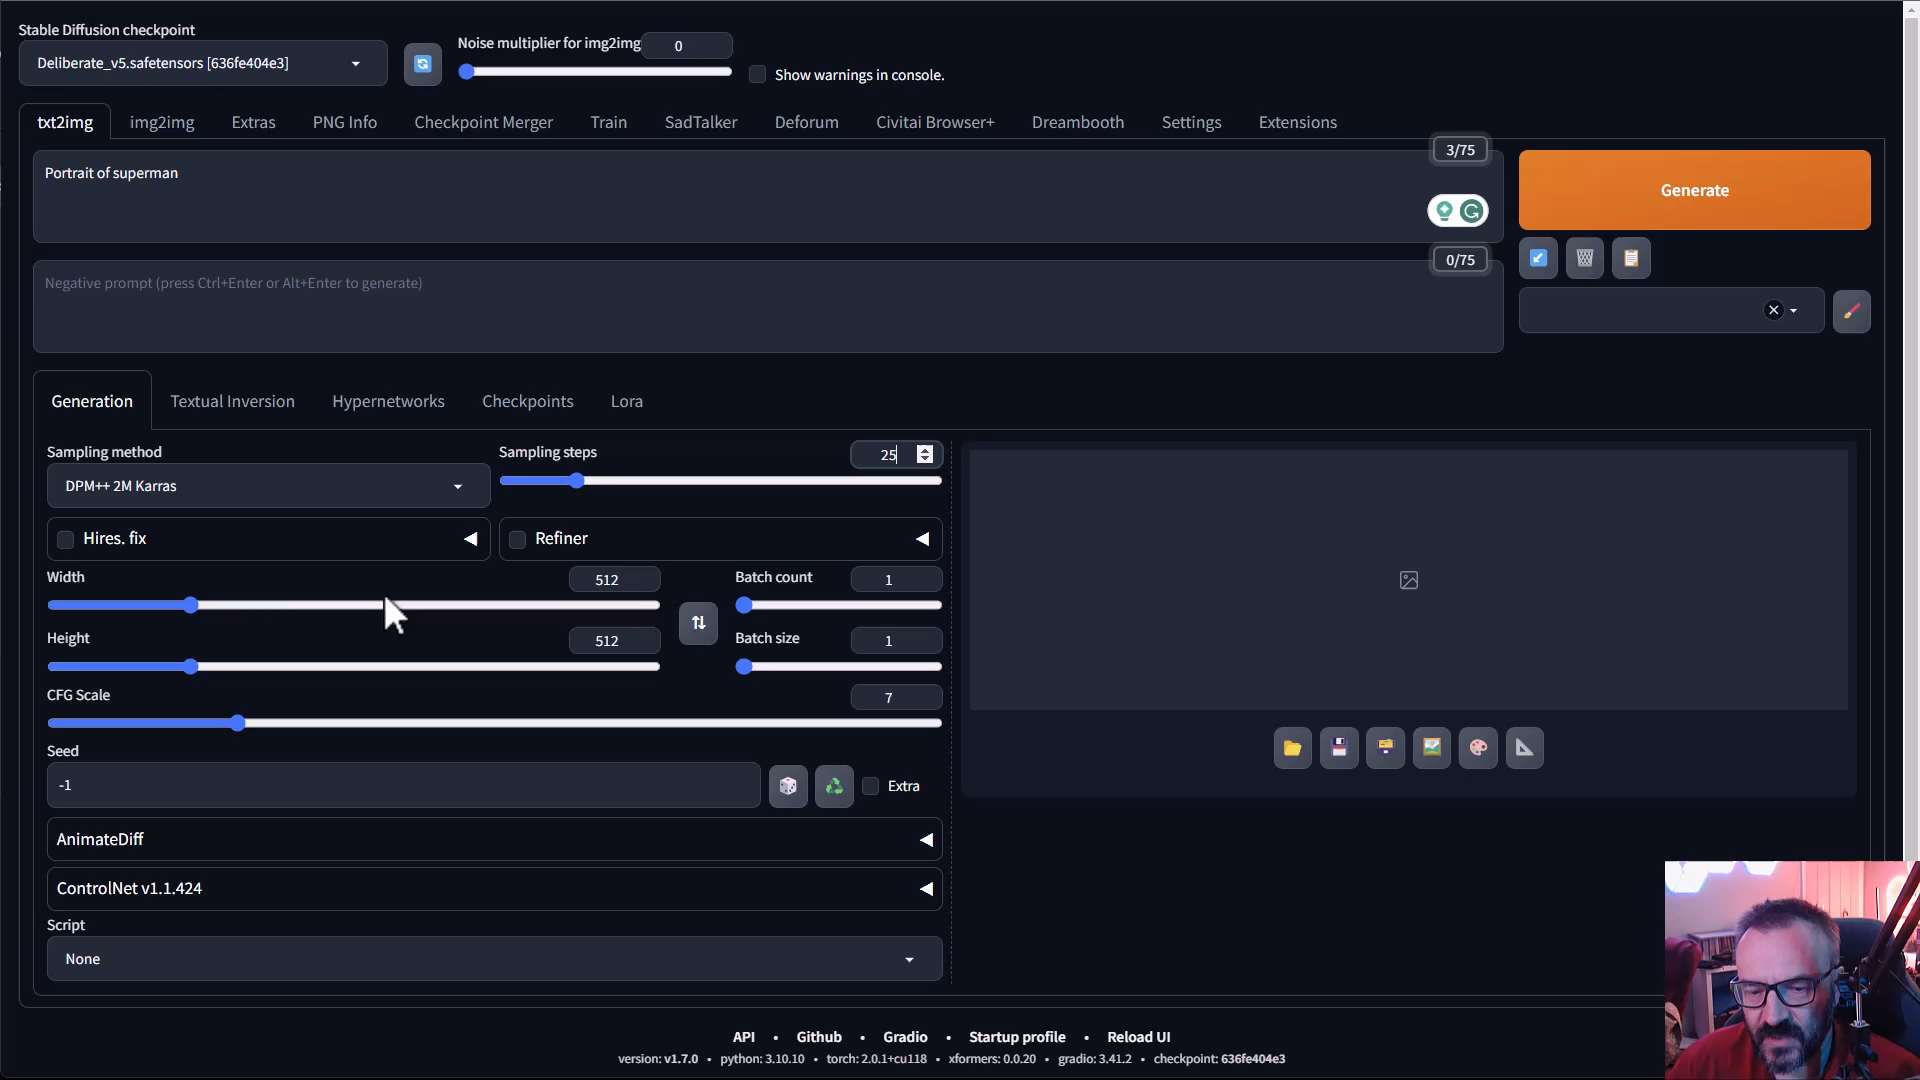 Stable Diffusion checkpoint
Deliberate_v5.safetensors [636fe404e3]
Noise multiplier for img2img
0
Show warnings in console.
txt2img
img2img
Extras
PNG Info
Checkpoint Merger
Train
SadTalker
Deforum
Civitai Browser+
Dreambooth
Settings
Extensions
3/75
Portrait of superman
Generate
0/75
Negative prompt (press Ctrl+Enter or Alt+Enter to generate)
Generation
Textual Inversion
Hypernetworks
Checkpoints
Lora
Sampling method
DPM++ 2M Karras
Sampling steps
25
Hires. fix
Refiner
Width
512
Batch count
1
Height
512
Batch size
1
CFG Scale
7
Seed
-1
Extra
AnimateDiff
ControlNet v1.1.424
Script
None
API • Github • Gradio • Startup profile • Reload UI
version: v1.7.0 • python: 3.10.10 • torch: 2.0.1+cu118 • xformers: 0.0.20 • gradio: 3.41.2 • checkpoint: 636fe404e3